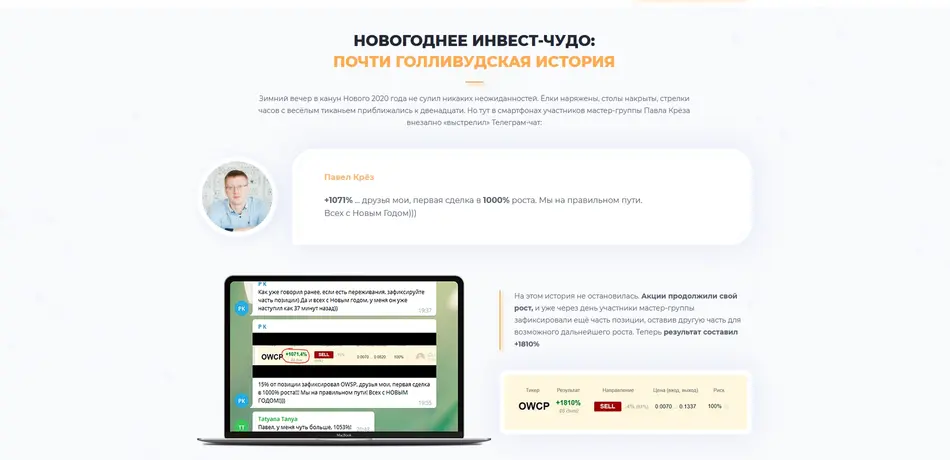 НОВОГОДНЕЕ ИНВЕСТ-ЧУДО:
ПОЧТИ ГОЛЛИВУДСКАЯ ИСТОРИЯ
Зимний вечер в канун Нового 2020 года не сулил никаких неожиданностей. Ёлки наряжены, столы накрыты, стрелки
часов с весёлым тиканьем приближались к двенадцати. Но тут в смартфонах участников мастер-группы Павла Крёза
внезапно «выстрелил» Телеграм-чат:
Павел Крёз
+1071% ... друзья мои, первая сделка в 1000% роста. Мы на правильном пути.
Всех с Новым Годом)))
P K
Как уже говорил ранее, если есть переживания, зафиксируйте
часть позиции) Да и всех с Новым годом, у меня он уже
наступил как 37 минут назад))
19:37
PK
P K
OWCP +1071,4% SELL 0.0070 0.0820 100%
15% от позиции зафиксировал OWSP, друзья мои, первая сделка
в 1000% роста!!! Мы на правильном пути! Всех с НОВЫМ
ГОДОМ!)))))
19:56
PK
Tatyana Tanya
Павел, у меня чуть больше, 1053%!
TT
MacBook
На этом история не остановилась. Акции продолжили свой
рост, и уже через день участники мастер-группы
зафиксировали ещё часть позиции, оставив другую часть для
возможного дальнейшего роста. Теперь результат составил
+1810%
Тикер Результат Направление Цена (вход, выход) Риск
OWCP +1810% SELL 0.0070 ... 0.1337 100%